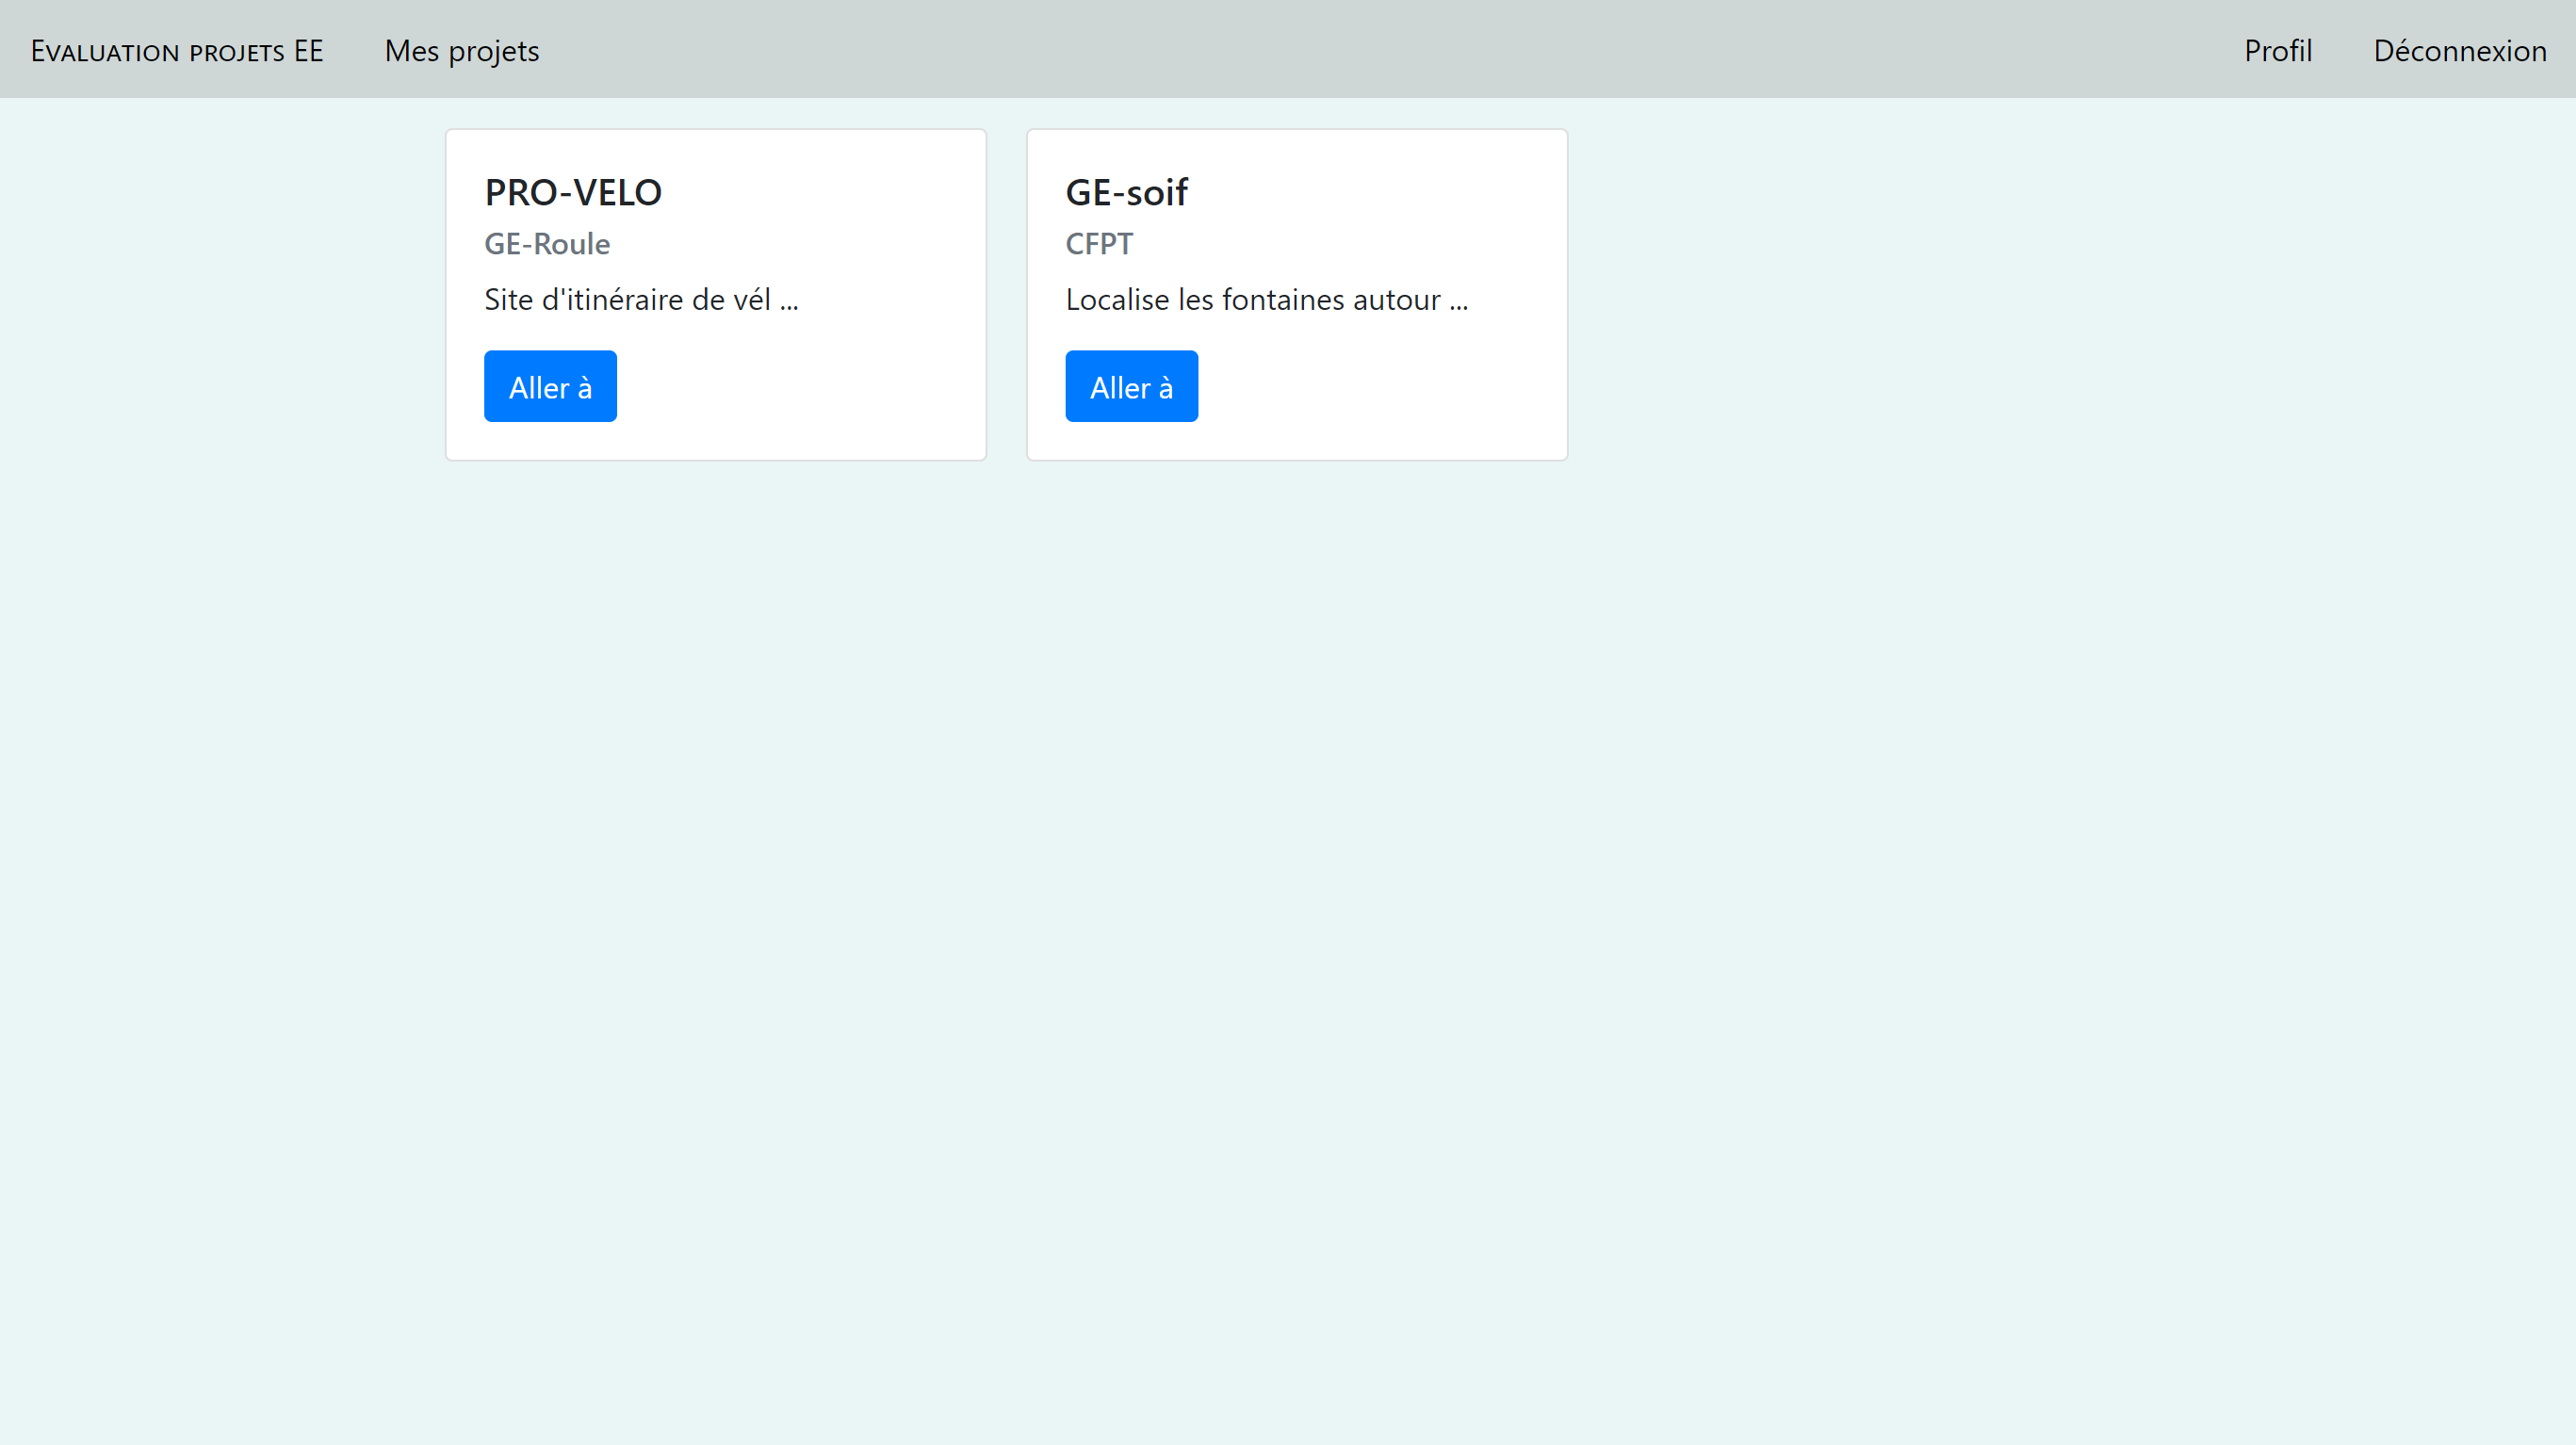 Evaluation projets EE
Mes projets
Profil
Déconnexion
PRO-VELO
GE-Roule
Site d'itinéraire de vél ...
Aller à
GE-soif
CFPT
Localise les fontaines autour ...
Aller à